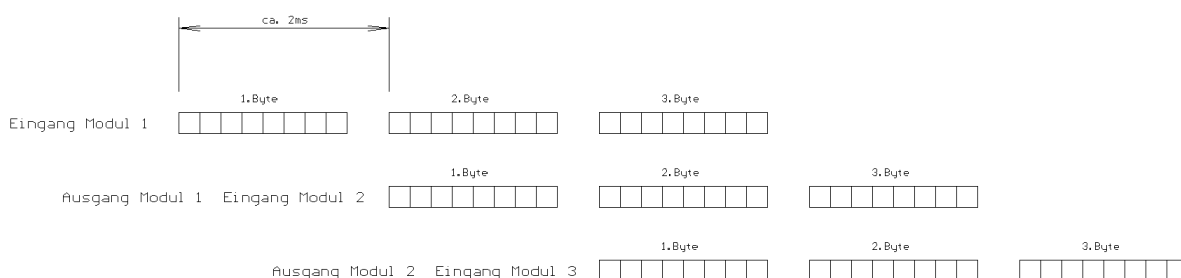 ca. 2ms
1.Byte 2.Byte 3.Byte
Eingang Modul 1
1.Byte 2.Byte 3.Byte
Ausgang Modul 1 Eingang Modul 2
1.Byte 2.Byte 3.Byte
Ausgang Modul 2 Eingang Modul 3